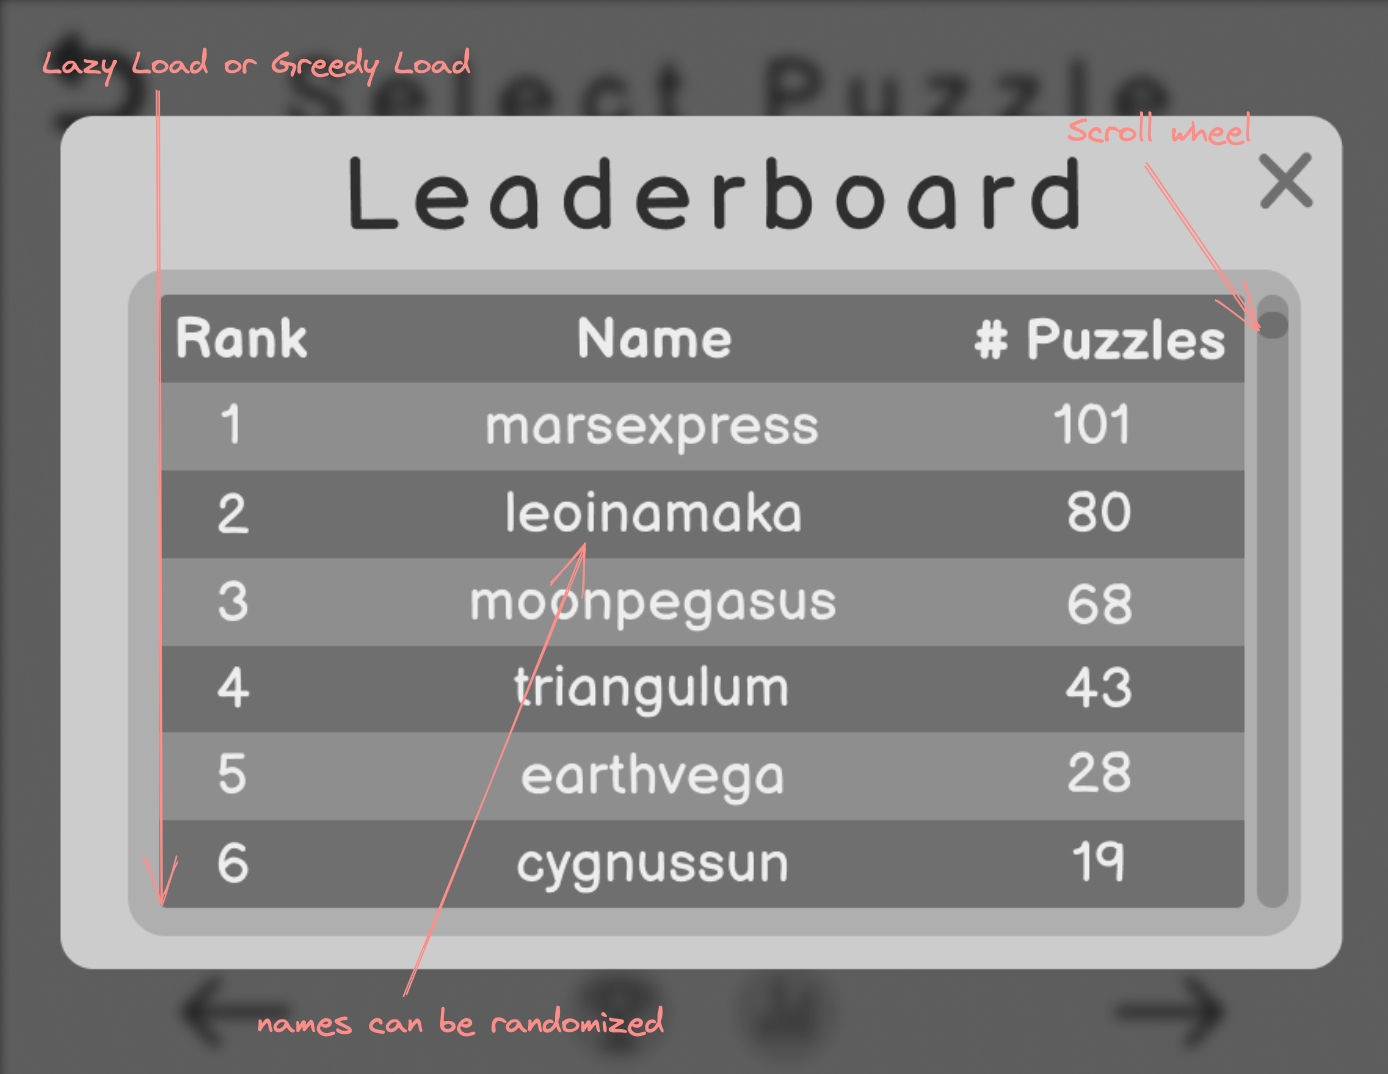 Lazy Load or Greedy Load
Select Puzzle
Scroll wheel
Leaderboard
Rank Name # Puzzles
1 marsexpress 101
2 leoinamaka 80
3 moonpegasus 68
4 triangulum 43
5 earthvega 28
6 cygnussun 19
names can be randomized